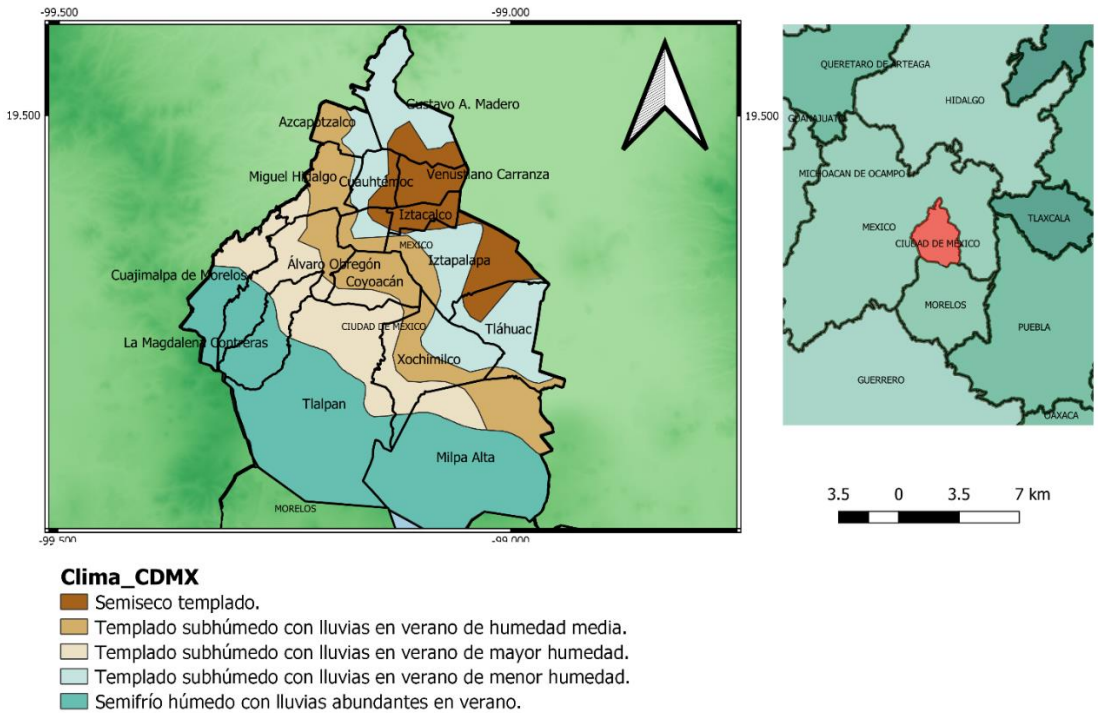 -99.500
-99.000
19.500
19.500
Gustavo A. Madero
Azcapotzalco
Miguel Hidalgo
Cuauhtémoc
Venustiano Carranza
Iztacalco
MÉXICO
Iztapalapa
Álvaro Obregón
Cuajimalpa de Morelos
Coyoacán
CIUDAD DE MÉXICO
Tláhuac
La Magdalena Contreras
Xochimilco
Tlalpan
Milpa Alta
MORELOS
-99.500
-99.000
QUERETARO DE ARTEAGA
HIDALGO
GUANAJUATO
MICHOACAN DE OCAMPO
TLAXCALA
MEXICO
CIUDAD DE MÉXICO
MORELOS
PUEBLA
GUERRERO
OAXACA
3.5 0 3.5 7 km
Clima_CDMX
Semiseco templado.
Templado subhúmedo con lluvias en verano de humedad media.
Templado subhúmedo con lluvias en verano de mayor humedad.
Templado subhúmedo con lluvias en verano de menor humedad.
Semifrío húmedo con lluvias abundantes en verano.